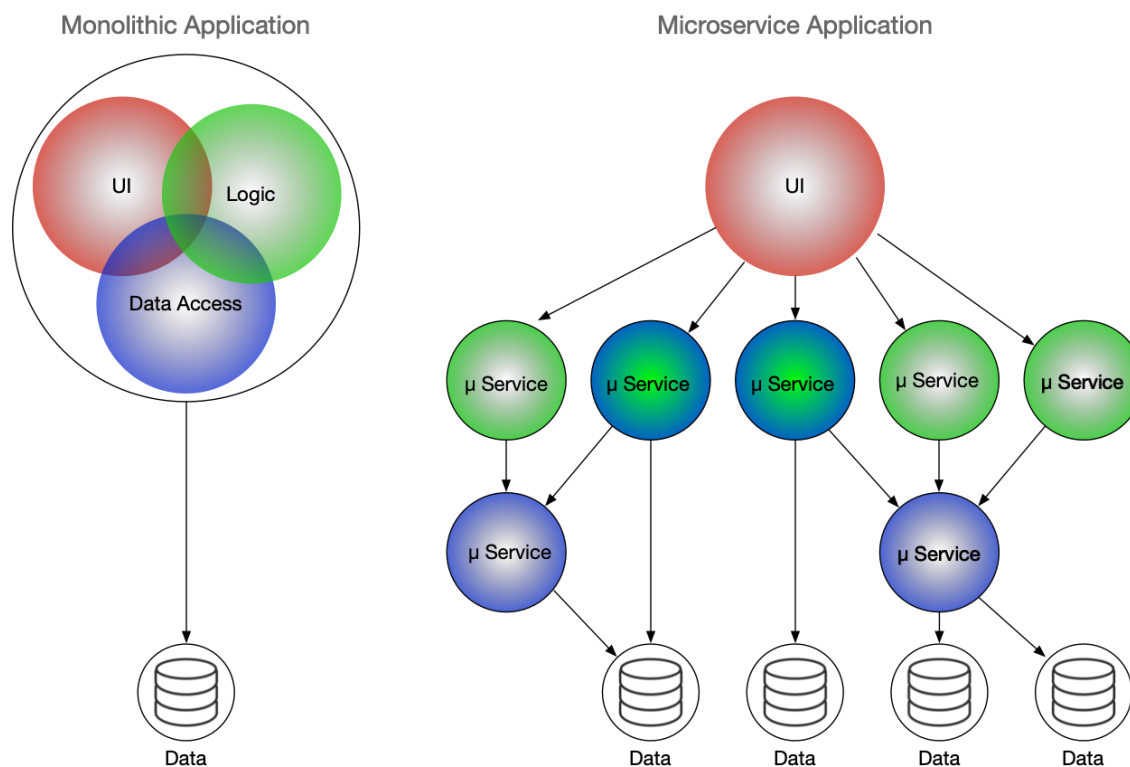 Monolithic Application
Microservice Application
UI
Logic
Data Access
Data
UI
μ Service
μ Service
μ Service
μ Service
μ Service
μ Service
μ Service
Data
Data
Data
Data